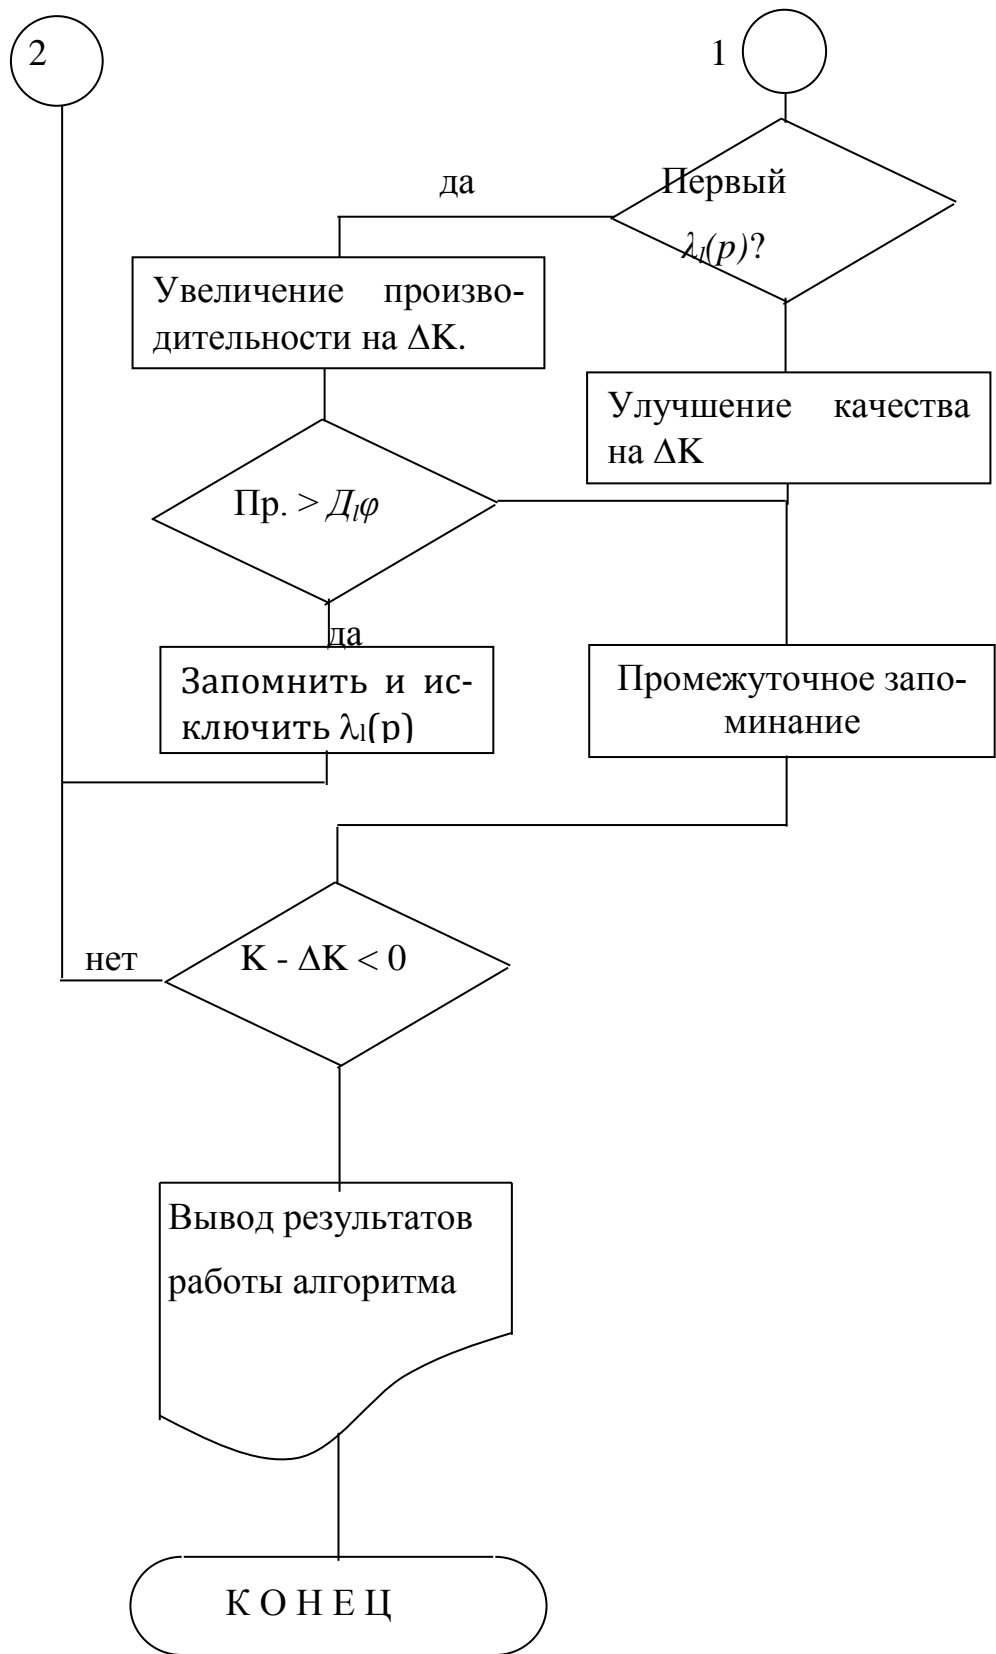 2
1
да
Первый
λₗ(p)?
Увеличение произво-
дительности на ΔK.
Улучшение качества
на ΔK
Пр. > Дₗφ
да
Запомнить и ис-
ключить λₗ(p)
Промежуточное запо-
минание
нет
K - ΔK < 0
Вывод результатов
работы алгоритма
К О Н Е Ц